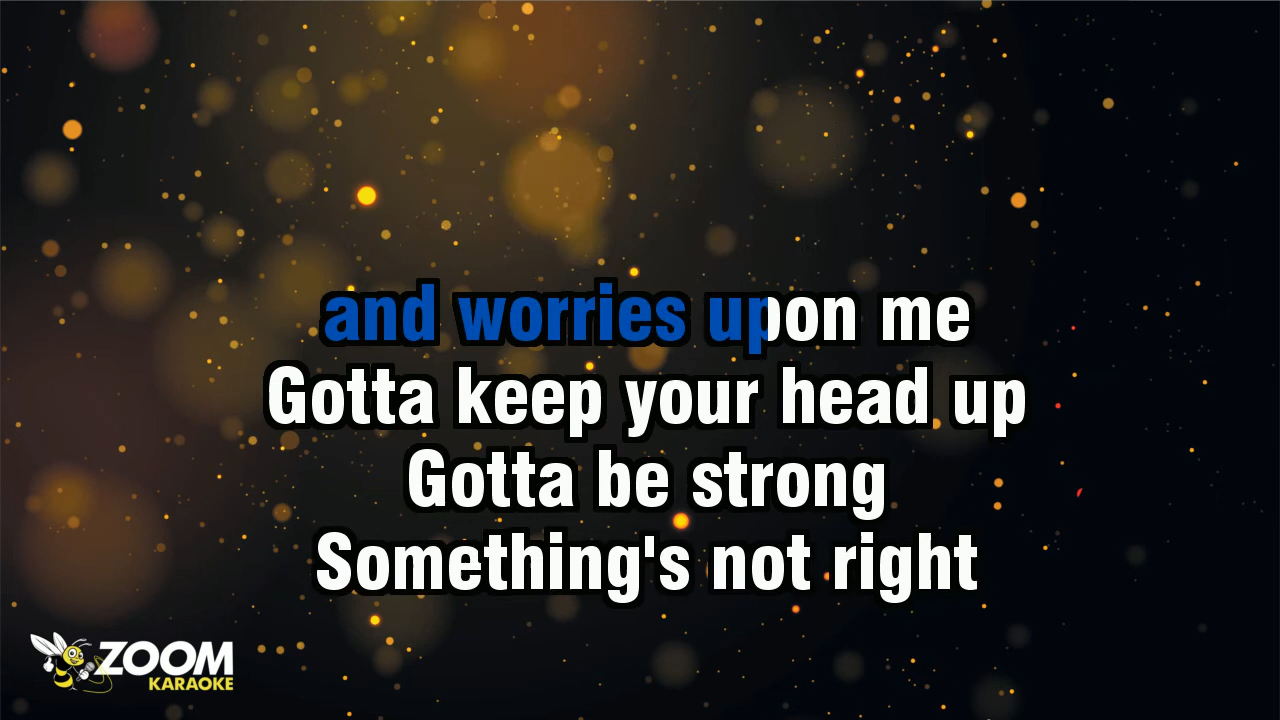 and worries upon me
Gotta keep your head up
Gotta be strong
Something's not right
ZOOM
KARAOKE